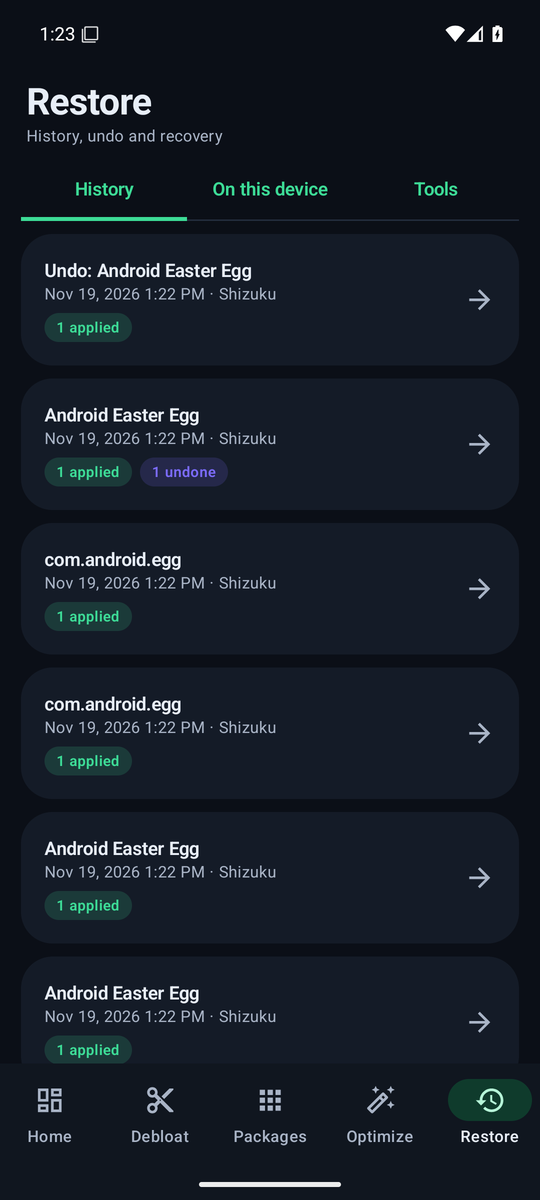 1:23
Restore
History, undo and recovery
History
On this device
Tools
Undo: Android Easter Egg
Nov 19, 2026 1:22 PM · Shizuku
1 applied
Android Easter Egg
Nov 19, 2026 1:22 PM · Shizuku
1 applied 1 undone
com.android.egg
Nov 19, 2026 1:22 PM · Shizuku
1 applied
com.android.egg
Nov 19, 2026 1:22 PM · Shizuku
1 applied
Android Easter Egg
Nov 19, 2026 1:22 PM · Shizuku
1 applied
Android Easter Egg
Nov 19, 2026 1:22 PM · Shizuku
1 applied
Home
Debloat
Packages
Optimize
Restore